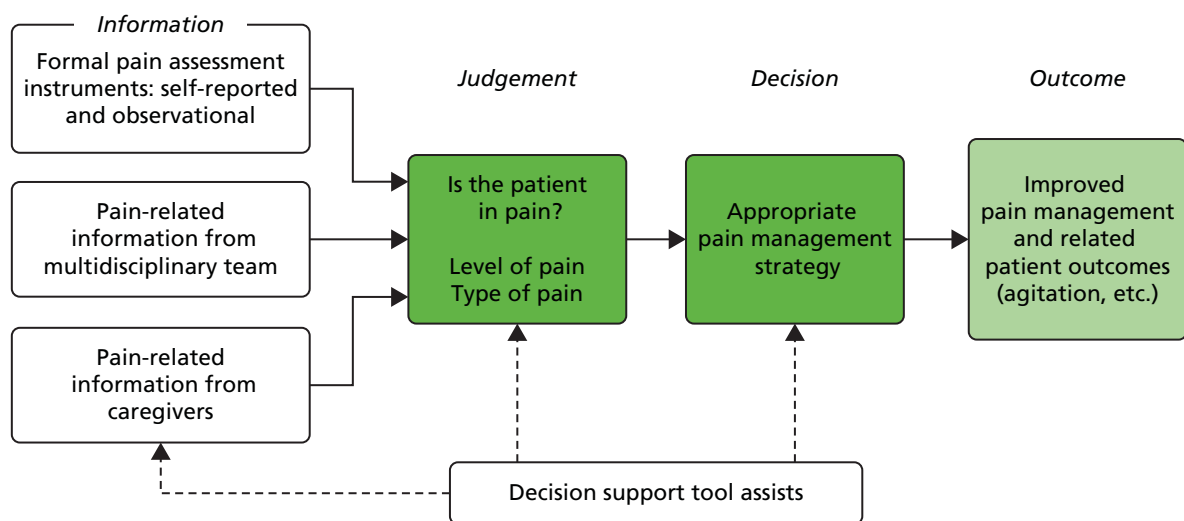 Information
Formal pain assessment
instruments: self-reported
and observational
Pain-related
information from
multidisciplinary team
Pain-related
information from
caregivers
Judgement
Is the patient
in pain?
Level of pain
Type of pain
Decision
Appropriate
pain management
strategy
Outcome
Improved
pain management
and related
patient outcomes
(agitation, etc.)
Decision support tool assists